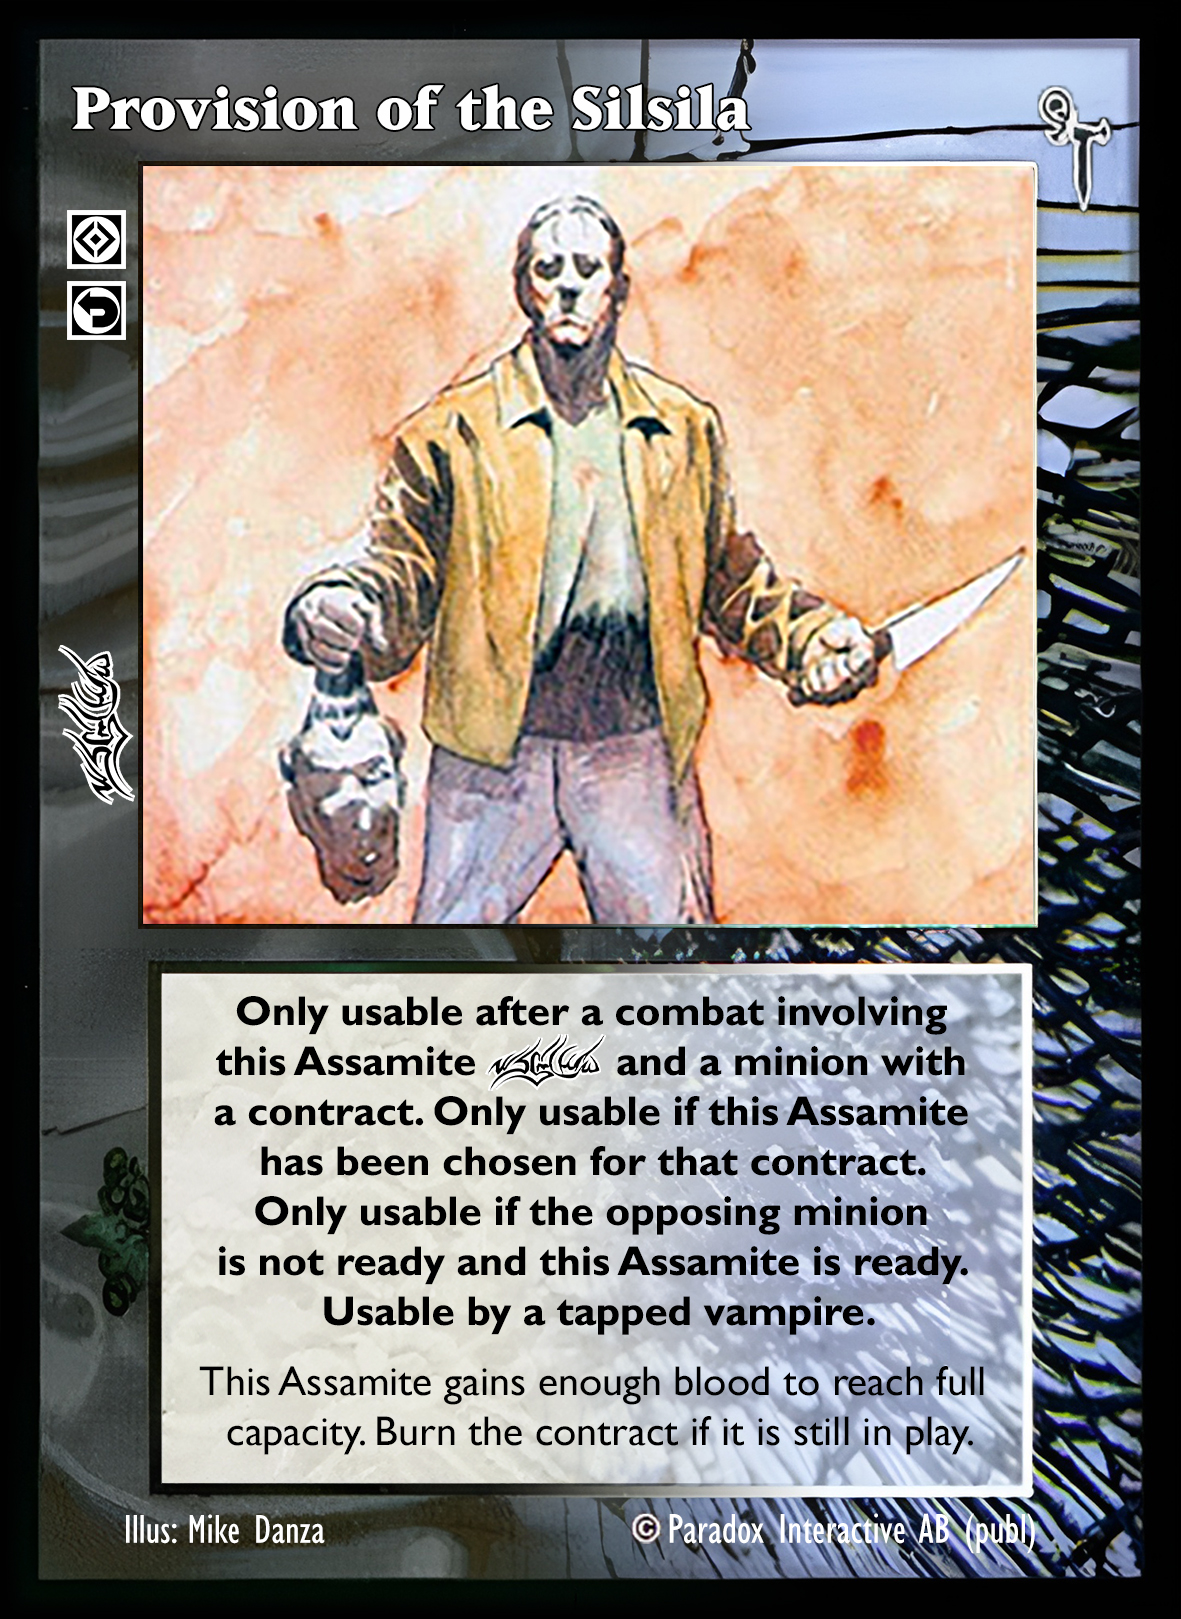 Provision of the Silsila
Only usable after a combat involving
this Assamite and a minion with
a contract. Only usable if this Assamite
has been chosen for that contract.
Only usable if the opposing minion
is not ready and this Assamite is ready.
Usable by a tapped vampire.
This Assamite gains enough blood to reach full
capacity. Burn the contract if it is still in play.
Illus: Mike Danza
© Paradox Interactive AB (publ)